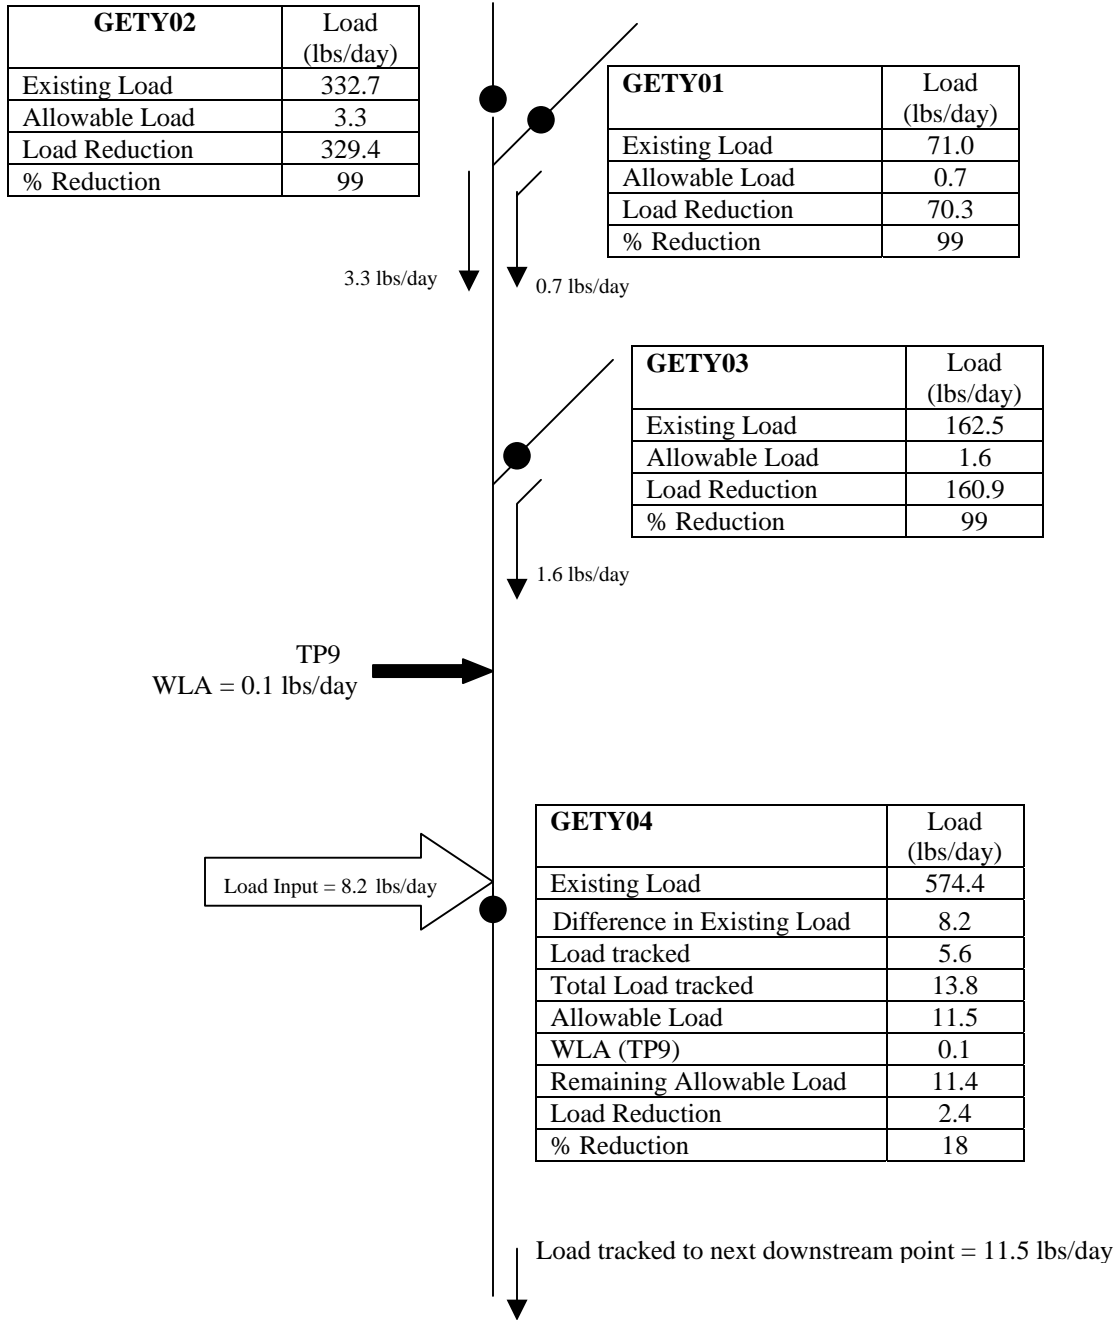 GETY02 Load
(lbs/day)
Existing Load 332.7
Allowable Load 3.3
Load Reduction 329.4
% Reduction 99
GETY01 Load
(lbs/day)
Existing Load 71.0
Allowable Load 0.7
Load Reduction 70.3
% Reduction 99
3.3 lbs/day
0.7 lbs/day
GETY03 Load
(lbs/day)
Existing Load 162.5
Allowable Load 1.6
Load Reduction 160.9
% Reduction 99
1.6 lbs/day
TP9
WLA = 0.1 lbs/day
Load Input = 8.2 lbs/day
GETY04 Load
(lbs/day)
Existing Load 574.4
Difference in Existing Load 8.2
Load tracked 5.6
Total Load tracked 13.8
Allowable Load 11.5
WLA (TP9) 0.1
Remaining Allowable Load 11.4
Load Reduction 2.4
% Reduction 18
Load tracked to next downstream point = 11.5 lbs/day